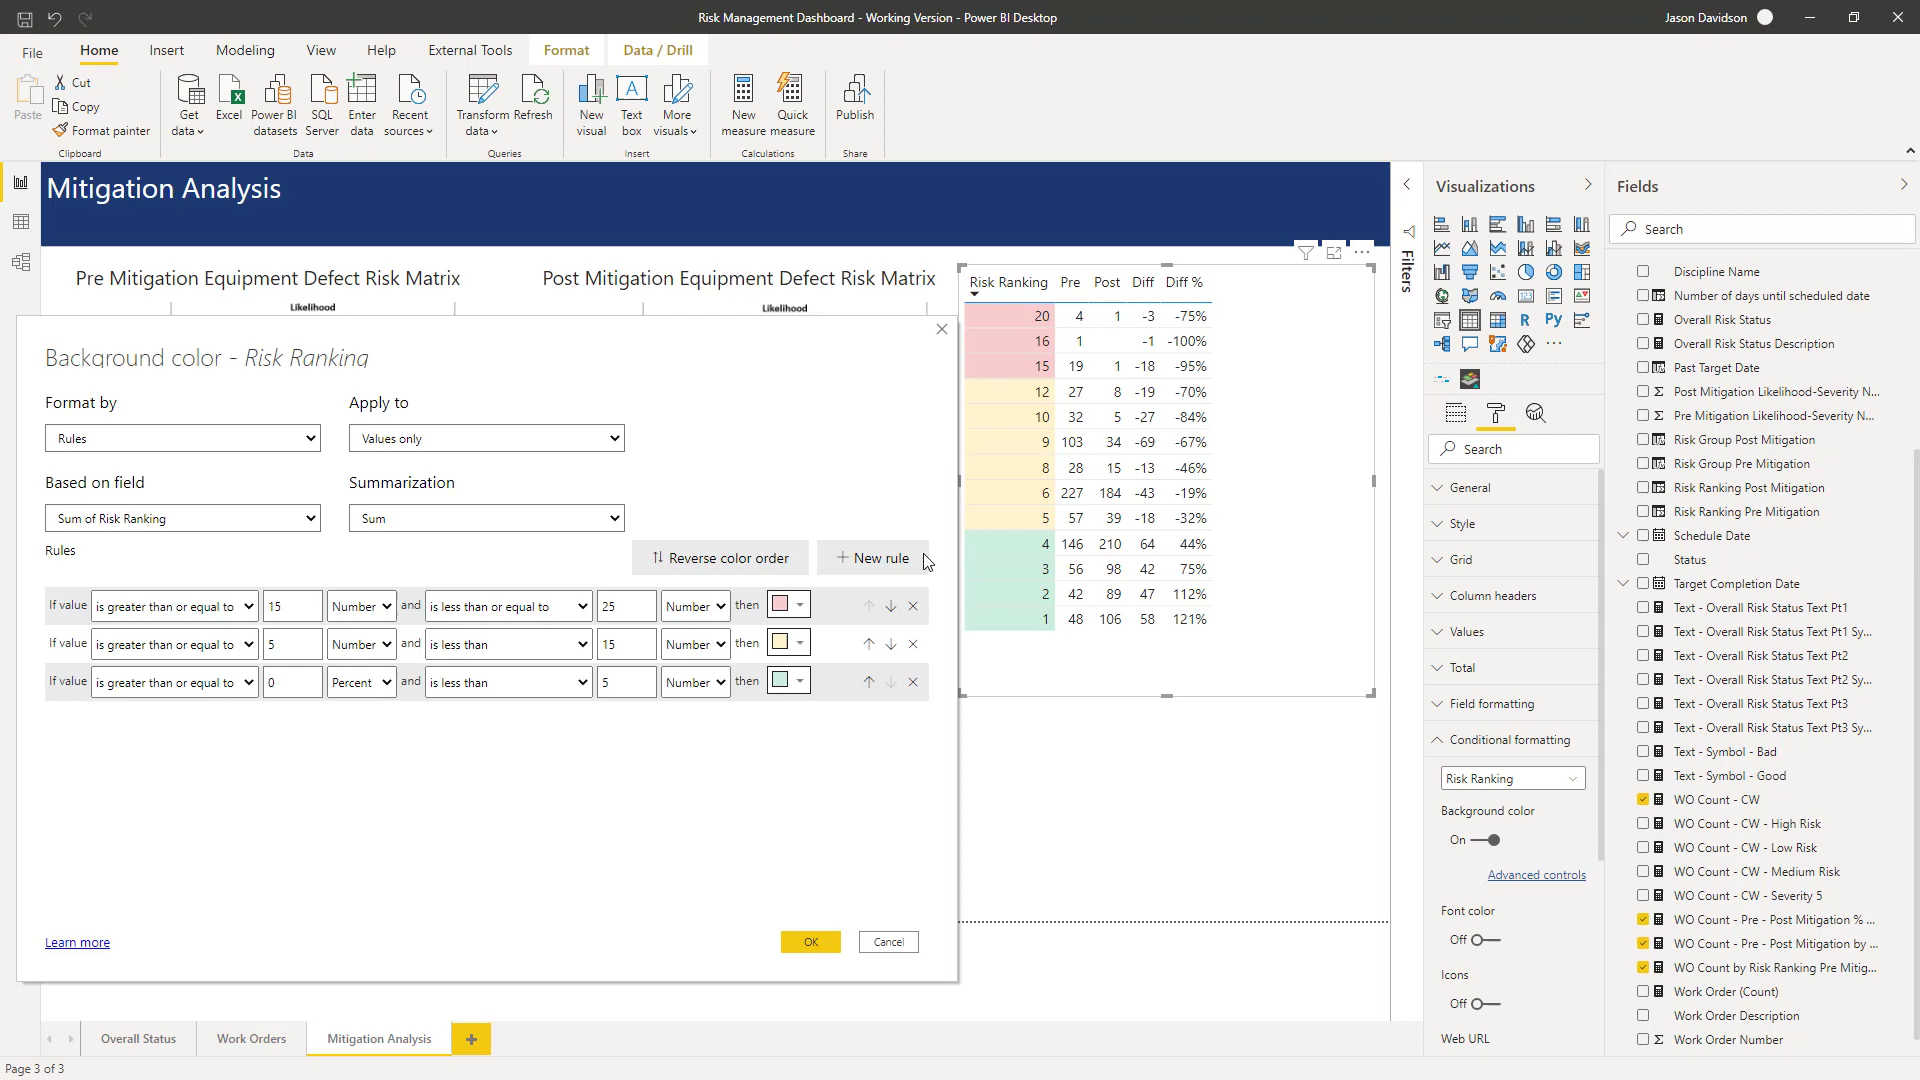 Risk Management Dashboard - Working Version - Power BI Desktop
Jason Davidson
File
Home
Insert
Modeling
View
Help
External Tools
Format
Data / Drill
Paste
Cut
Copy
Format painter
Clipboard
Get data
Excel
Power BI datasets
SQL Server
Enter data
Recent sources
Data
Transform data
Refresh
Queries
New visual
A
Text box
More visuals
Insert
New measure
Quick measure
Calculations
Publish
Share
Mitigation Analysis
Pre Mitigation Equipment Defect Risk Matrix
Post Mitigation Equipment Defect Risk Matrix
Likelihood
Likelihood
Background color - Risk Ranking
Format by
Apply to
Rules
Values only
Based on field
Summarization
Sum of Risk Ranking
Sum
Rules
Reverse color order
New rule
If value is greater than or equal to 15 Number and is less than or equal to 25 Number then
If value is greater than or equal to 5 Number and is less than 15 Number then
If value is greater than or equal to 0 Percent and is less than 5 Number then
Learn more
OK
Cancel
Risk Ranking Pre Post Diff Diff %
20 4 1 -3 -75%
16 1 -1 -100%
15 19 1 -18 -95%
12 27 8 -19 -70%
10 32 5 -27 -84%
9 103 34 -69 -67%
8 28 15 -13 -46%
6 227 184 -43 -19%
5 57 39 -18 -32%
4 146 210 64 44%
3 56 98 42 75%
2 42 89 47 112%
1 48 106 58 121%
Filters
Visualizations
R
Py
Search
General
Style
Grid
Column headers
Values
Total
Field formatting
Conditional formatting
Risk Ranking
Background color
On
Advanced controls
Font color
Off
Icons
Off
Web URL
Fields
Search
Discipline Name
Number of days until scheduled date
Overall Risk Status
Overall Risk Status Description
Past Target Date
Post Mitigation Likelihood-Severity N...
Pre Mitigation Likelihood-Severity N...
Risk Group Post Mitigation
Risk Group Pre Mitigation
Risk Ranking Post Mitigation
Risk Ranking Pre Mitigation
Schedule Date
Status
Target Completion Date
Text - Overall Risk Status Text Pt1
Text - Overall Risk Status Text Pt1 Sy...
Text - Overall Risk Status Text Pt2
Text - Overall Risk Status Text Pt2 Sy...
Text - Overall Risk Status Text Pt3
Text - Overall Risk Status Text Pt3 Sy...
Text - Symbol - Bad
Text - Symbol - Good
WO Count - CW
WO Count - CW - High Risk
WO Count - CW - Low Risk
WO Count - CW - Medium Risk
WO Count - CW - Severity 5
WO Count - Pre - Post Mitigation % ...
WO Count - Pre - Post Mitigation by ...
WO Count by Risk Ranking Pre Mitig...
Work Order (Count)
Work Order Description
Work Order Number
Overall Status
Work Orders
Mitigation Analysis
Page 3 of 3